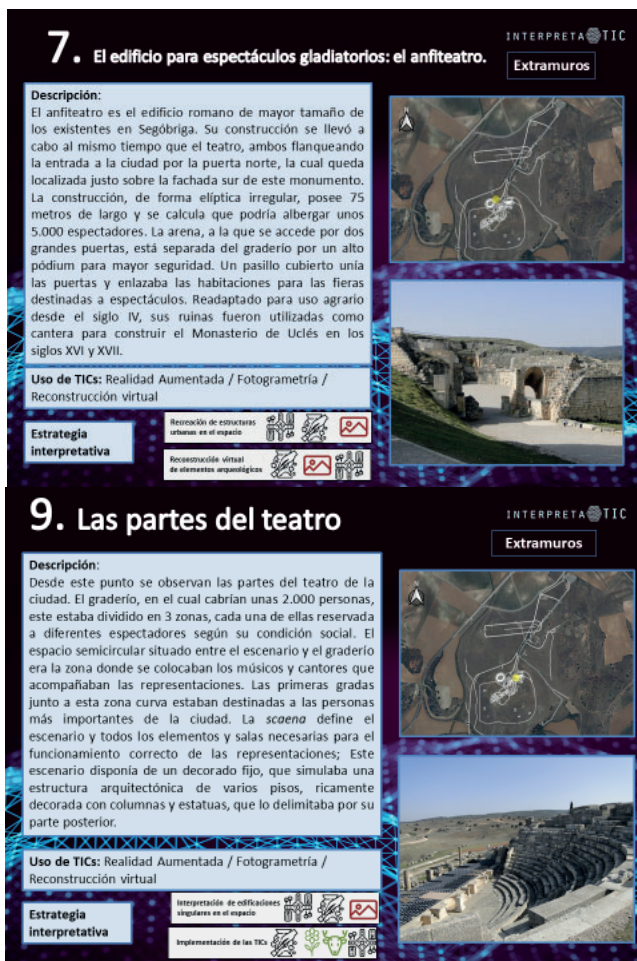 7. El edificio para espectáculos gladiatorios: el anfiteatro.
INTERPRETA TIC
Extramuros
Descripción:
El anfiteatro es el edificio romano de mayor tamaño de
los existentes en Segóbriga. Su construcción se llevó a
cabo al mismo tiempo que el teatro, ambos flanqueando
la entrada a la ciudad por la puerta norte, la cual queda
localizada justo sobre la fachada sur de este monumento.
La construcción, de forma elíptica irregular, posee 75
metros de largo y se calcula que podría albergar unos
5.000 espectadores. La arena, a la que se accede por dos
grandes puertas, está separada del graderío por un alto
pódium para mayor seguridad. Un pasillo cubierto unía
las puertas y enlazaba las habitaciones para las fieras
destinadas a espectáculos. Readaptado para uso agrario
desde el siglo IV, sus ruinas fueron utilizadas como
cantera para construir el Monasterio de Uclés en los
siglos XVI y XVII.
Uso de TICs: Realidad Aumentada / Fotogrametría /
Reconstrucción virtual
Estrategia
interpretativa
Recreación de estructuras
urbanas en el espacio
Reconstrucción virtual
de elementos arqueológicos
N
9. Las partes del teatro
INTERPRETA TIC
Extramuros
Descripción:
Desde este punto se observan las partes del teatro de la
ciudad. El graderío, en el cual cabrían unas 2.000 personas,
este estaba dividido en 3 zonas, cada una de ellas reservada
a diferentes espectadores según su condición social. El
espacio semicircular situado entre el escenario y el graderío
era la zona donde se colocaban los músicos y cantores que
acompañaban las representaciones. Las primeras gradas
junto a esta zona curva estaban destinadas a las personas
más importantes de la ciudad. La scaena define el
escenario y todos los elementos y salas necesarias para el
funcionamiento correcto de las representaciones; Este
escenario disponía de un decorado fijo, que simulaba una
estructura arquitectónica de varios pisos, ricamente
decorada con columnas y estatuas, que lo delimitaba por su
parte posterior.
Uso de TICs: Realidad Aumentada / Fotogrametría /
Reconstrucción virtual
Estrategia
interpretativa
Interpretación de edificaciones
singulares en el espacio
Implementación de las TICs
N